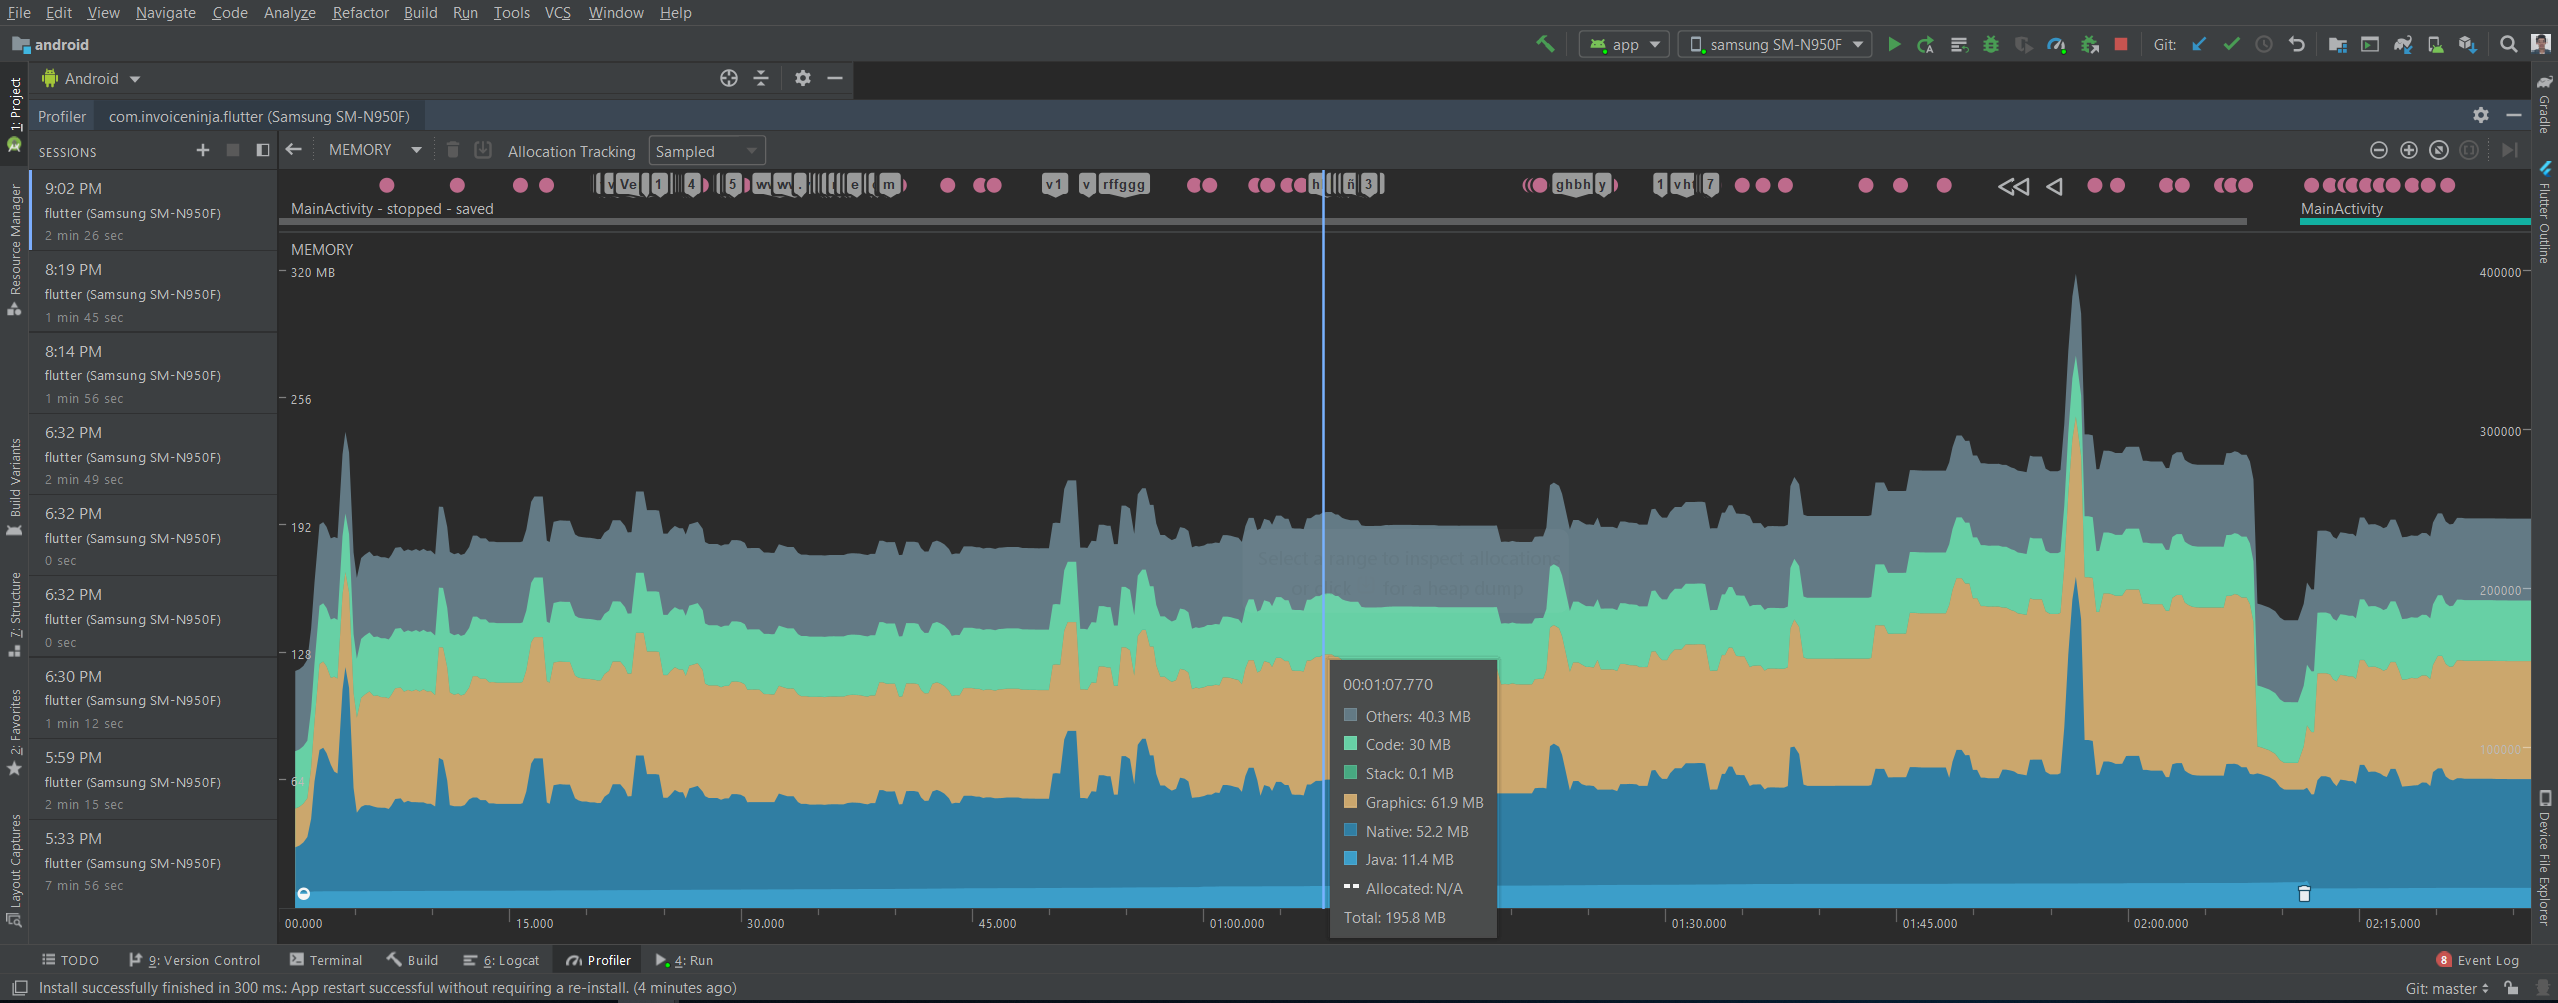 File Edit View Navigate Code Analyze Refactor Build Run Tools VCS Window Help
android
app
samsung SM-N950F
Git:
Android
Profiler com.invoiceninja.flutter (Samsung SM-N950F)
SESSIONS
MEMORY
Allocation Tracking
Sampled
1: Project
Resource Manager
Build Variants
7: Structure
2: Favorites
Layout Captures
9:02 PM
flutter (Samsung SM-N950F)
2 min 26 sec
8:19 PM
flutter (Samsung SM-N950F)
1 min 45 sec
8:14 PM
flutter (Samsung SM-N950F)
1 min 56 sec
6:32 PM
flutter (Samsung SM-N950F)
2 min 49 sec
6:32 PM
flutter (Samsung SM-N950F)
0 sec
6:32 PM
flutter (Samsung SM-N950F)
0 sec
6:30 PM
flutter (Samsung SM-N950F)
1 min 12 sec
5:59 PM
flutter (Samsung SM-N950F)
2 min 15 sec
5:33 PM
flutter (Samsung SM-N950F)
7 min 56 sec
Ve 1 4 5 e m v1 v rffggg h ñ 3 ghbh y 1 vh 7
MainActivity - stopped - saved
MainActivity
MEMORY
320 MB
256
192
128
64
400000
300000
200000
100000
Select a range to inspect allocations
for a heap dump
00:01:07.770
Others: 40.3 MB
Code: 30 MB
Stack: 0.1 MB
Graphics: 61.9 MB
Native: 52.2 MB
Java: 11.4 MB
Allocated: N/A
Total: 195.8 MB
00.000 15.000 30.000 45.000 01:00.000 01:30.000 01:45.000 02:00.000 02:15.000
Gradle
Flutter Outline
Device File Explorer
TODO 9: Version Control Terminal Build 6: Logcat Profiler 4: Run
8 Event Log
Install successfully finished in 300 ms.: App restart successful without requiring a re-install. (4 minutes ago)
Git: master